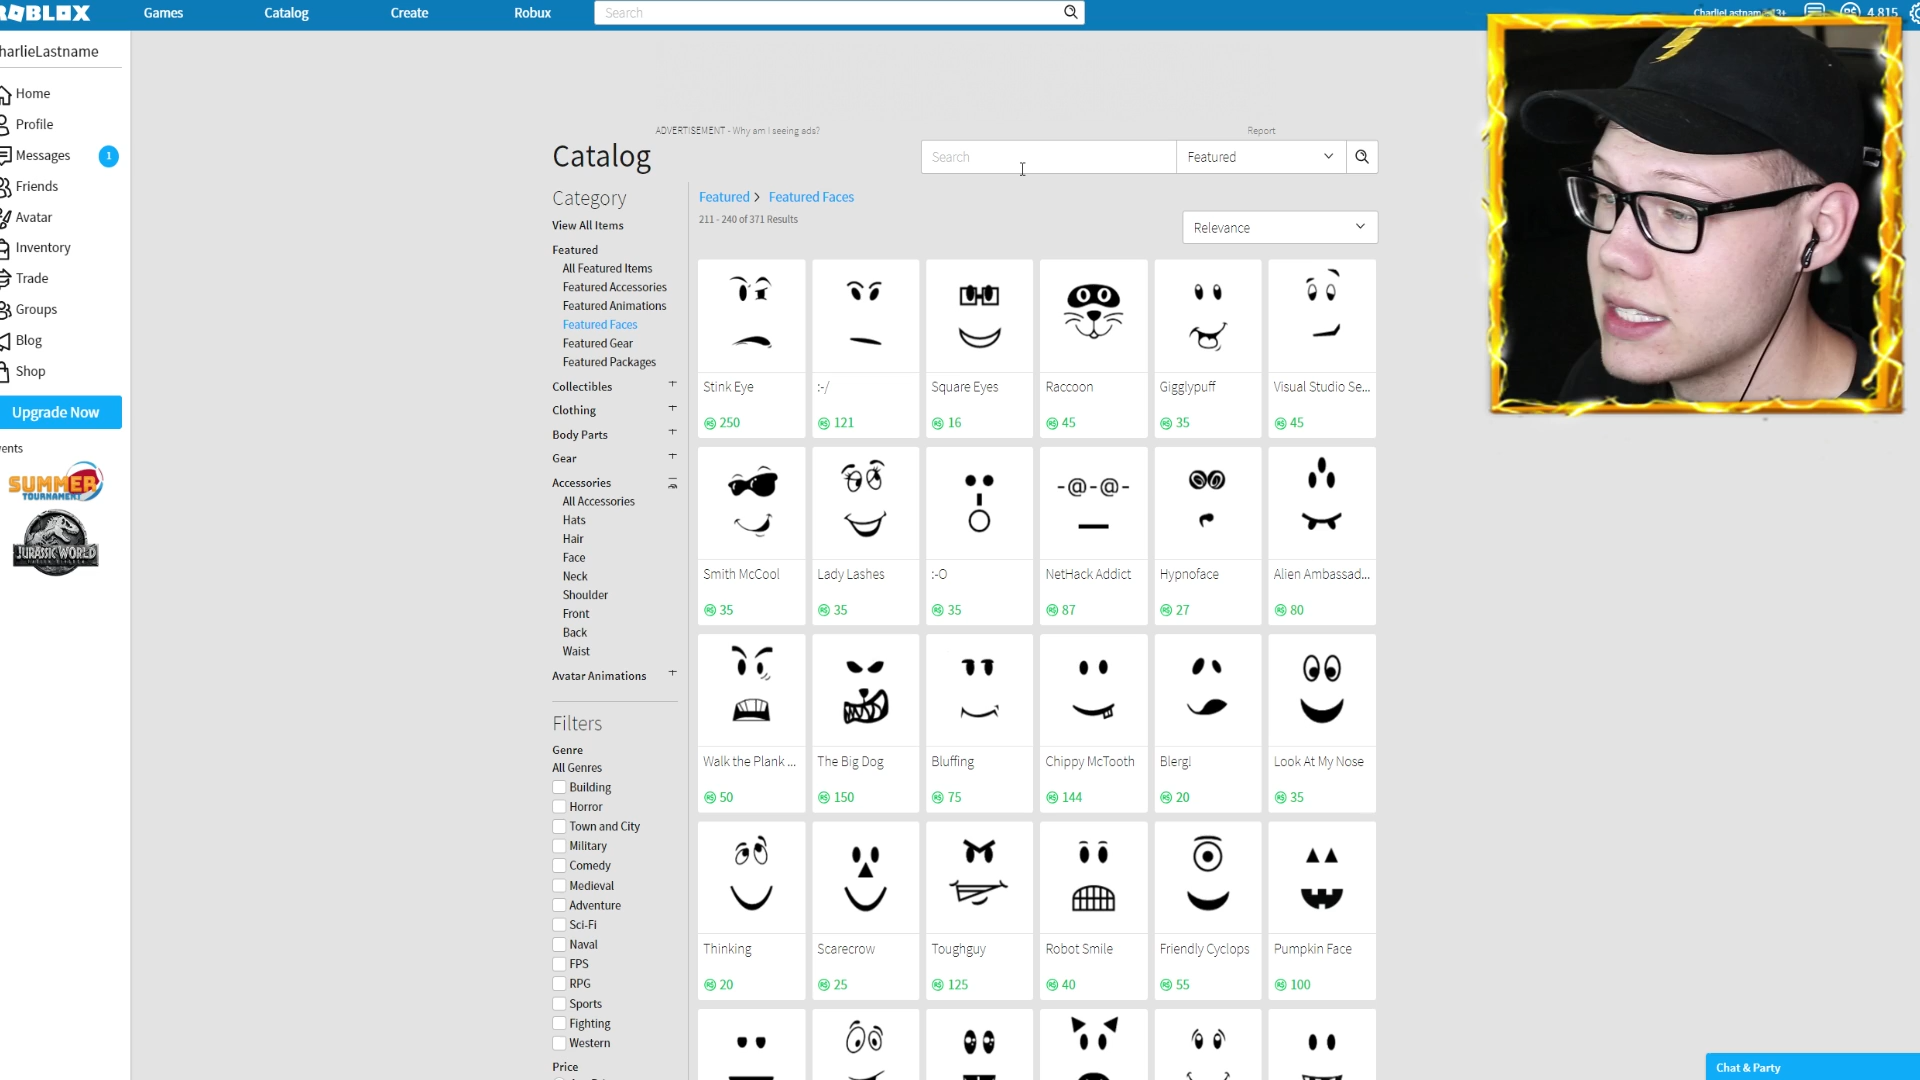 ROBLOX Games Catalog Create Robux Search 4,815
harlieLastname
Home
Profile
Messages 1
Friends
Avatar
Inventory
Trade
Groups
Blog
Shop
Upgrade Now
ents
SUMMER
TOURNAMENT
JURASSIC WORLD
ADVERTISEMENT - Why am I seeing ads? Report
Catalog
Search Featured
Category
View All Items
Featured
All Featured Items
Featured Accessories
Featured Animations
Featured Faces
Featured Gear
Featured Packages
Collectibles +
Clothing +
Body Parts +
Gear +
Accessories
All Accessories
Hats
Hair
Face
Neck
Shoulder
Front
Back
Waist
Avatar Animations +
Filters
Genre
All Genres
Building
Horror
Town and City
Military
Comedy
Medieval
Adventure
Sci-Fi
Naval
FPS
RPG
Sports
Fighting
Western
Price
Featured > Featured Faces
211 - 240 of 371 Results
Relevance
Stink Eye :-/ Square Eyes Raccoon Gigglypuff Visual Studio Se...
R$ 250 R$ 121 R$ 16 R$ 45 R$ 35 R$ 45
-@-@-
Smith McCool Lady Lashes :-O NetHack Addict Hypnoface Alien Ambassad...
R$ 35 R$ 35 R$ 35 R$ 87 R$ 27 R$ 80
Walk the Plank ... The Big Dog Bluffing Chippy McTooth Blerg! Look At My Nose
R$ 50 R$ 150 R$ 75 R$ 144 R$ 20 R$ 35
Thinking Scarecrow Toughguy Robot Smile Friendly Cyclops Pumpkin Face
R$ 20 R$ 25 R$ 125 R$ 40 R$ 55 R$ 100
Chat & Party